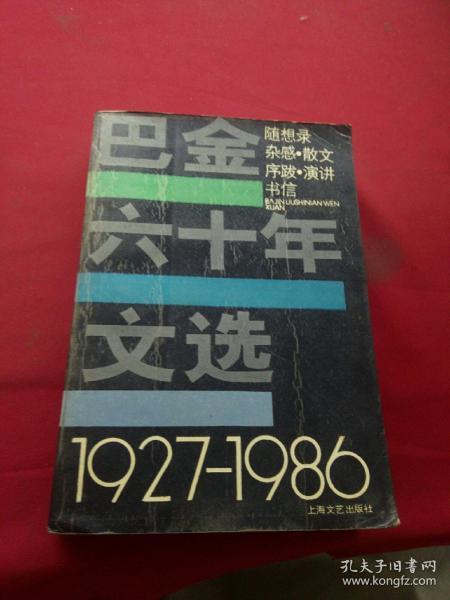 巴金
六十年
文选
随想录
杂感·散文
序跋·演讲
书信
BAJIN LIUSHINIAN WEN
XUAN
1927-1986
上海文艺出版社
孔夫子旧书网
www.kongfz.com